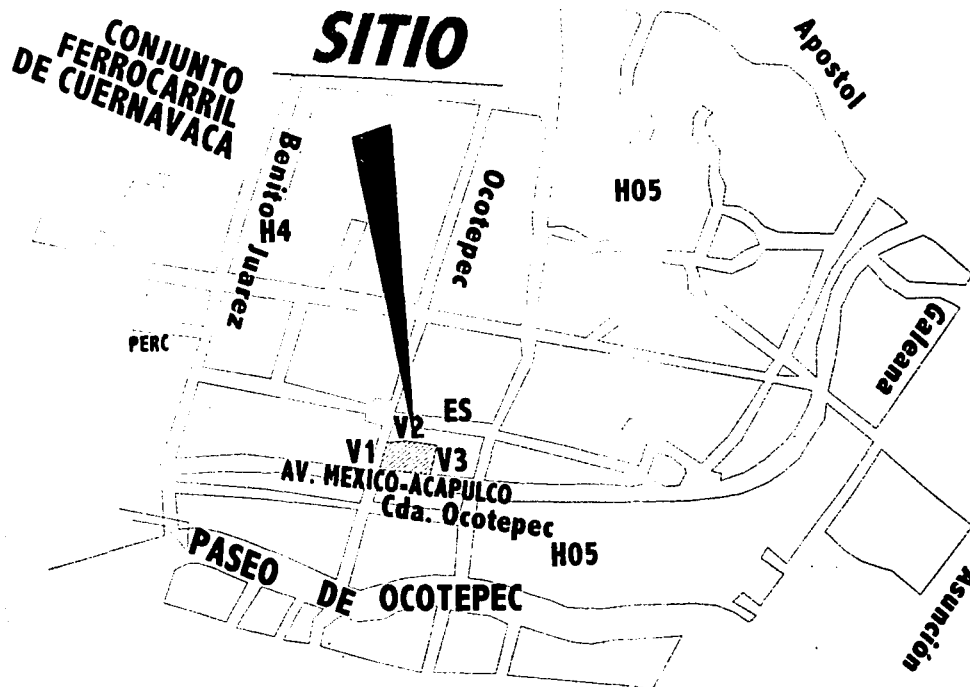 SITIO
CONJUNTO
FERROCARRIL
DE CUERNAVACA
Apostol
Benito Juarez
H4
Ocotepec
H05
PERC
Galeana
ES
V2
V1
V3
AV. MEXICO-ACAPULCO
Cda. Ocotepec
H05
PASEO DE OCOTEPEC
Asunción